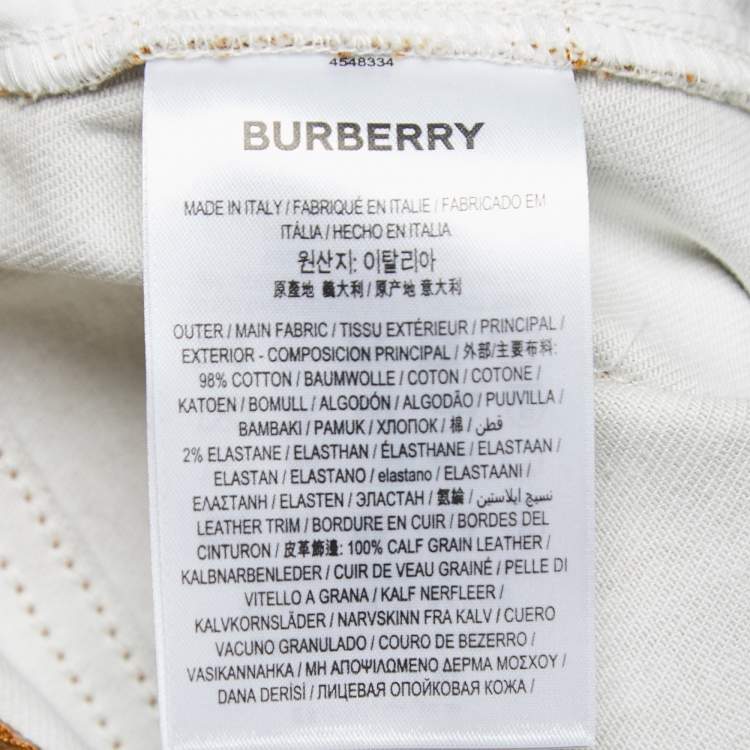 4548334
BURBERRY
MADE IN ITALY / FABRIQUÉ EN ITALIE / FABRICADO EM
ITÁLIA / HECHO EN ITALIA
원산지: 이탈리아
原產地 義大利 / 原产地 意大利
OUTER / MAIN FABRIC / TISSU EXTÉRIEUR / PRINCIPAL /
EXTERIOR - COMPOSICION PRINCIPAL / 外部/主要布料:
98% COTTON / BAUMWOLLE / COTON / COTONE /
KATOEN / BOMULL / ALGODÓN / ALGODÃO / PUUVILLA /
BAMBAKI / PAMUK / ХЛОПОК / 棉 / قطن /
2% ELASTANE / ELASTHAN / ÉLASTHANE / ELASTAAN /
ELASTAN / ELASTANO / elastano / ELASTAANI /
ΕΛΑΣΤΑΝΗ / ELASTEN / ЭЛАСТАН / 氨綸 / نسيج ايلاستين /
LEATHER TRIM / BORDURE EN CUIR / BORDES DEL
CINTURON / 皮革飾邊: 100% CALF GRAIN LEATHER /
KALBNARBENLEDER / CUIR DE VEAU GRAINÉ / PELLE DI
VITELLO A GRANA / KALF NERFLEER /
KALVKORNSLÄDER / NARVSKINN FRA KALV / CUERO
VACUNO GRANULADO / COURO DE BEZERRO /
VASIKANNAHKA / ΜΗ ΑΠΟΨΙΛΩΜΕΝΟ ΔΕΡΜΑ ΜΟΣΧΟΥ /
DANA DERİSİ / ЛИЦЕВАЯ ОПОЙКОВАЯ КОЖА /